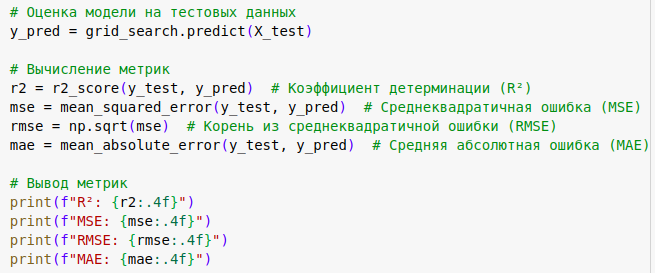 # Оценка модели на тестовых данных
y_pred = grid_search.predict(X_test)
# Вычисление метрик
r2 = r2_score(y_test, y_pred)  # Коэффициент детерминации (R²)
mse = mean_squared_error(y_test, y_pred)  # Среднеквадратичная ошибка (MSE)
rmse = np.sqrt(mse)  # Корень из среднеквадратичной ошибки (RMSE)
mae = mean_absolute_error(y_test, y_pred)  # Средняя абсолютная ошибка (MAE)
# Вывод метрик
print(f"R²: {r2:.4f}")
print(f"MSE: {mse:.4f}")
print(f"RMSE: {rmse:.4f}")
print(f"MAE: {mae:.4f}")